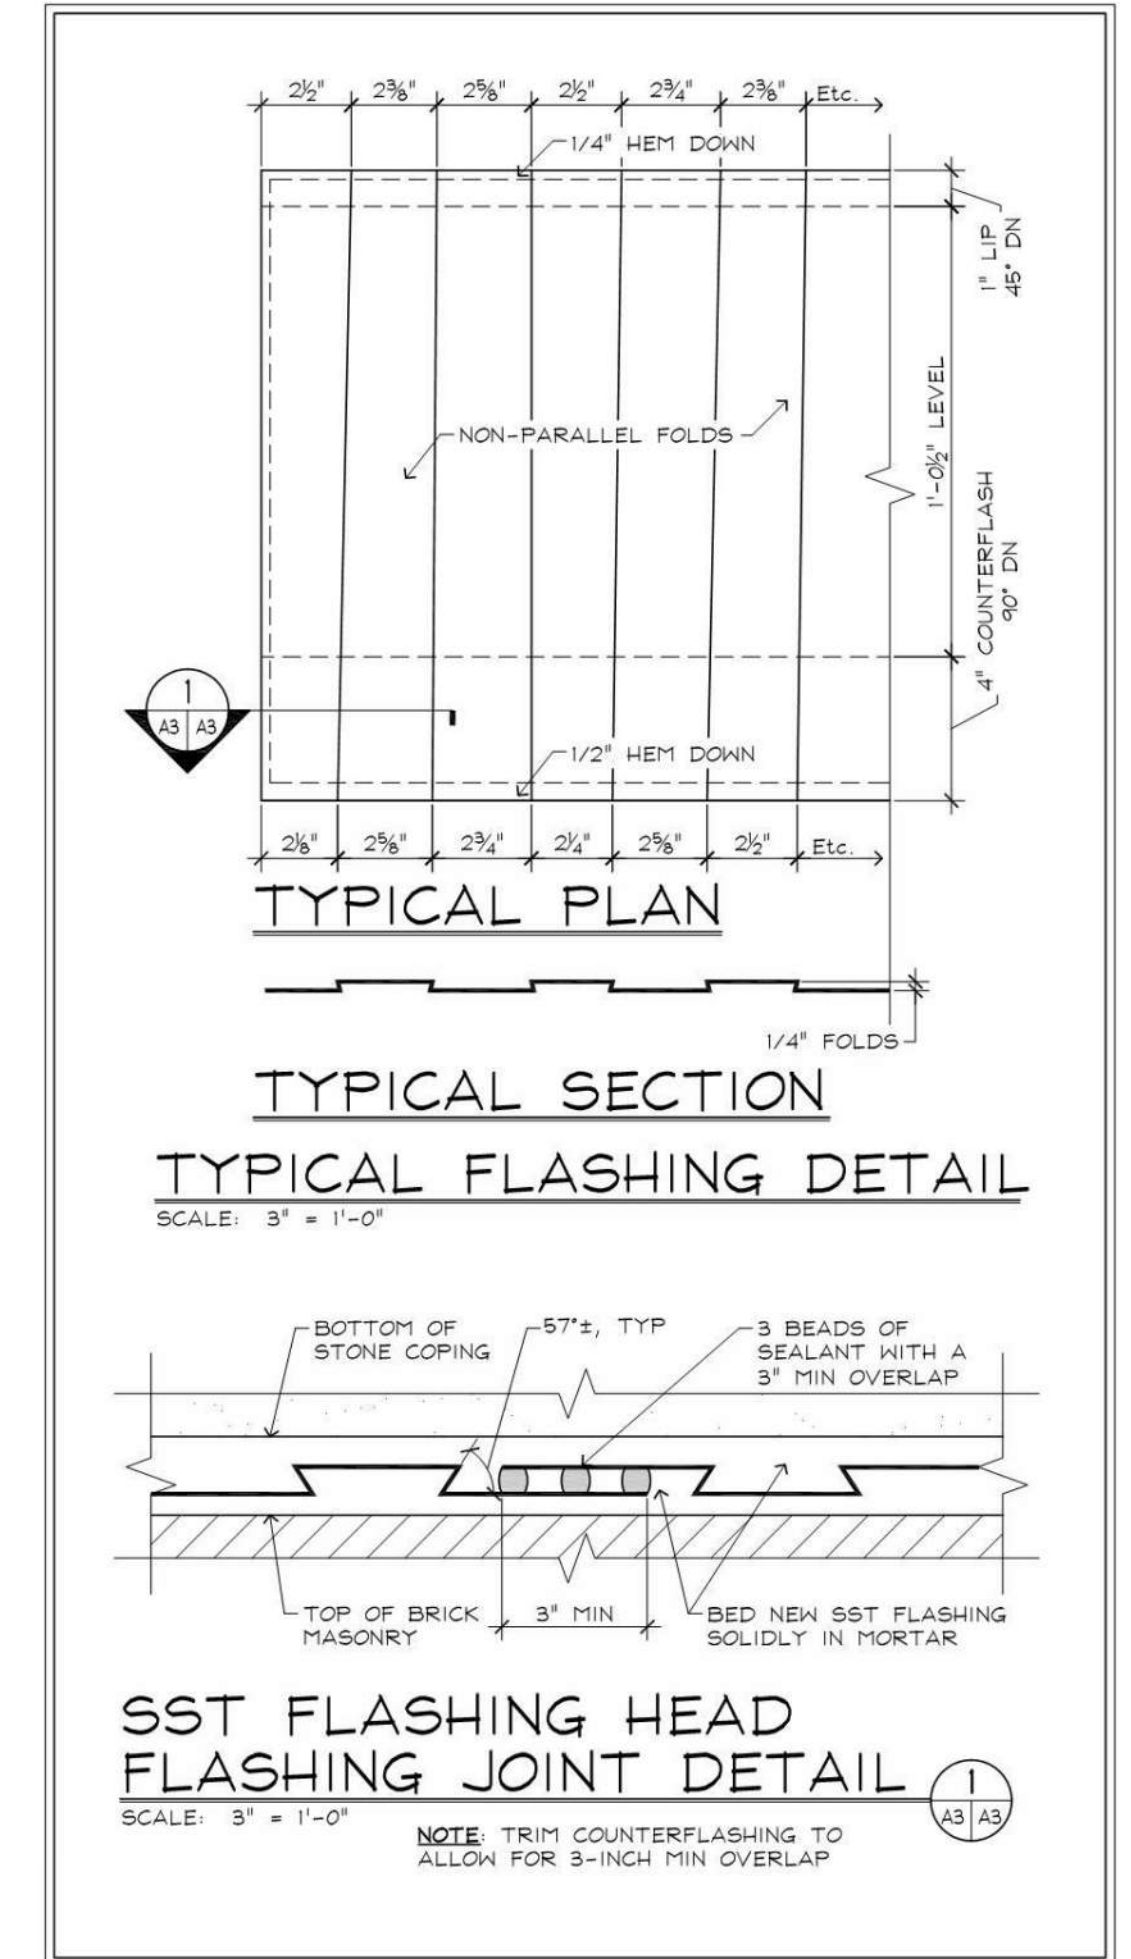 2½" 2⅜" 2⅝" 2½" 2¾" 2⅜" Etc.
1/4" HEM DOWN
1" LIP
45° DN
NON-PARALLEL FOLDS
1'-0½" LEVEL
4" COUNTERFLASH
90° DN
1
A3 A3
1/2" HEM DOWN
2⅛" 2⅝" 2¾" 2¼" 2⅝" 2½" Etc.
TYPICAL PLAN
1/4" FOLDS
TYPICAL SECTION
TYPICAL FLASHING DETAIL
SCALE: 3" = 1'-0"
BOTTOM OF
STONE COPING
57°±, TYP
3 BEADS OF
SEALANT WITH A
3" MIN OVERLAP
TOP OF BRICK
MASONRY
3" MIN
BED NEW SST FLASHING
SOLIDLY IN MORTAR
SST FLASHING HEAD
FLASHING JOINT DETAIL
1
A3 A3
SCALE: 3" = 1'-0"
NOTE: TRIM COUNTERFLASHING TO
ALLOW FOR 3-INCH MIN OVERLAP